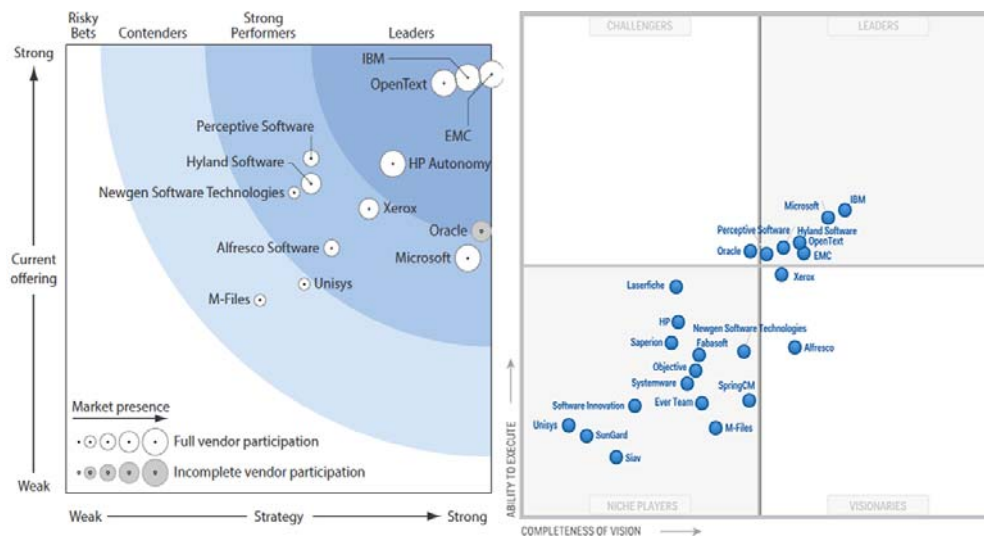 Risky
Bets
Contenders
Strong
Performers
Leaders
Strong
IBM
OpenText
EMC
Perceptive Software
Hyland Software
HP Autonomy
Newgen Software Technologies
Xerox
Oracle
Current
offering
Alfresco Software
Microsoft
Unisys
M-Files
Market presence
Full vendor participation
Incomplete vendor participation
Weak
Weak
Strategy
Strong
CHALLENGERS
LEADERS
IBM
Microsoft
Perceptive Software
Hyland Software
OpenText
Oracle
EMC
Xerox
Laserfiche
HP
Newgen Software Technologies
Saperion
Fabasoft
Alfresco
Objective
Systemware
SpringCM
Software Innovation
Ever Team
Unisys
M-Files
SunGard
Siav
ABILITY TO EXECUTE
NICHE PLAYERS
VISIONARIES
COMPLETENESS OF VISION